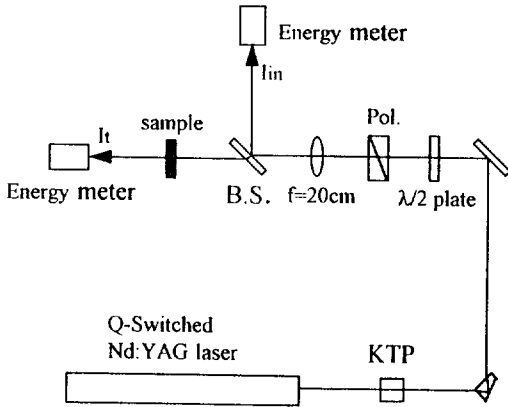 Energy meter
Iin
Pol.
sample
It
Energy meter
B.S.
f=20cm
λ/2 plate
Q-Switched
Nd:YAG laser
KTP